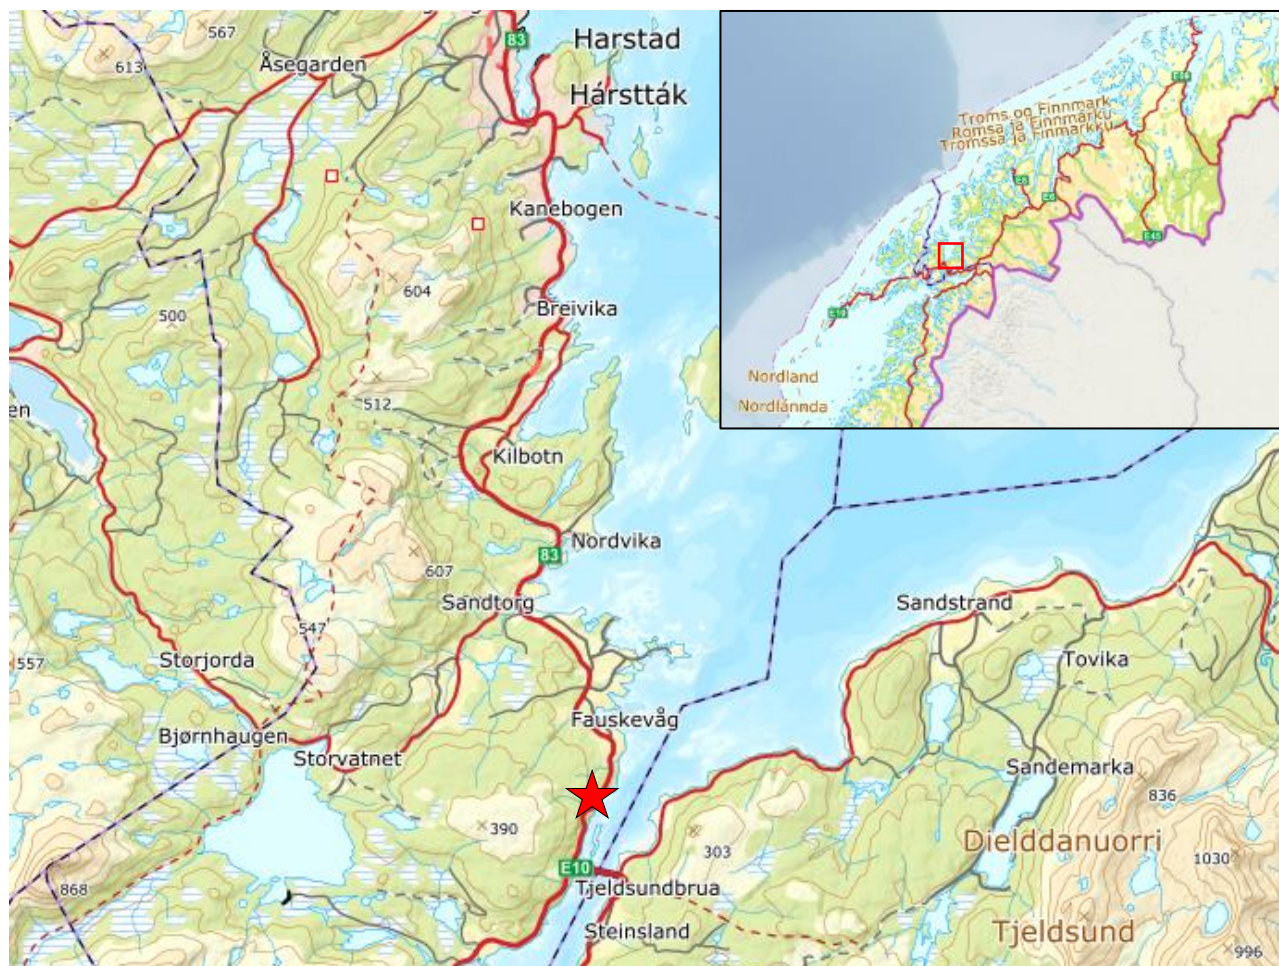 83
Harstad
Hárstták
567
613
Åsegarden
Kanebogen
604
Breivika
500
512
Kilbotn
en
83
Nordvika
607
Sandtorg
547
557
Storjorda
Fauskevåg
Bjørnhaugen
Storvatnet
390
E10
868
Tjeldsundbrua
Steinsland
303
Sandstrand
Tovika
Sandemarka
836
Dielddanuorri
1030
Tjeldsund
996
Troms og Finnmark
Romsa ja Finnmárku
Tromssa ja Finmarkku
E8
E6
E45
E10
Nordland
Nordlánnda